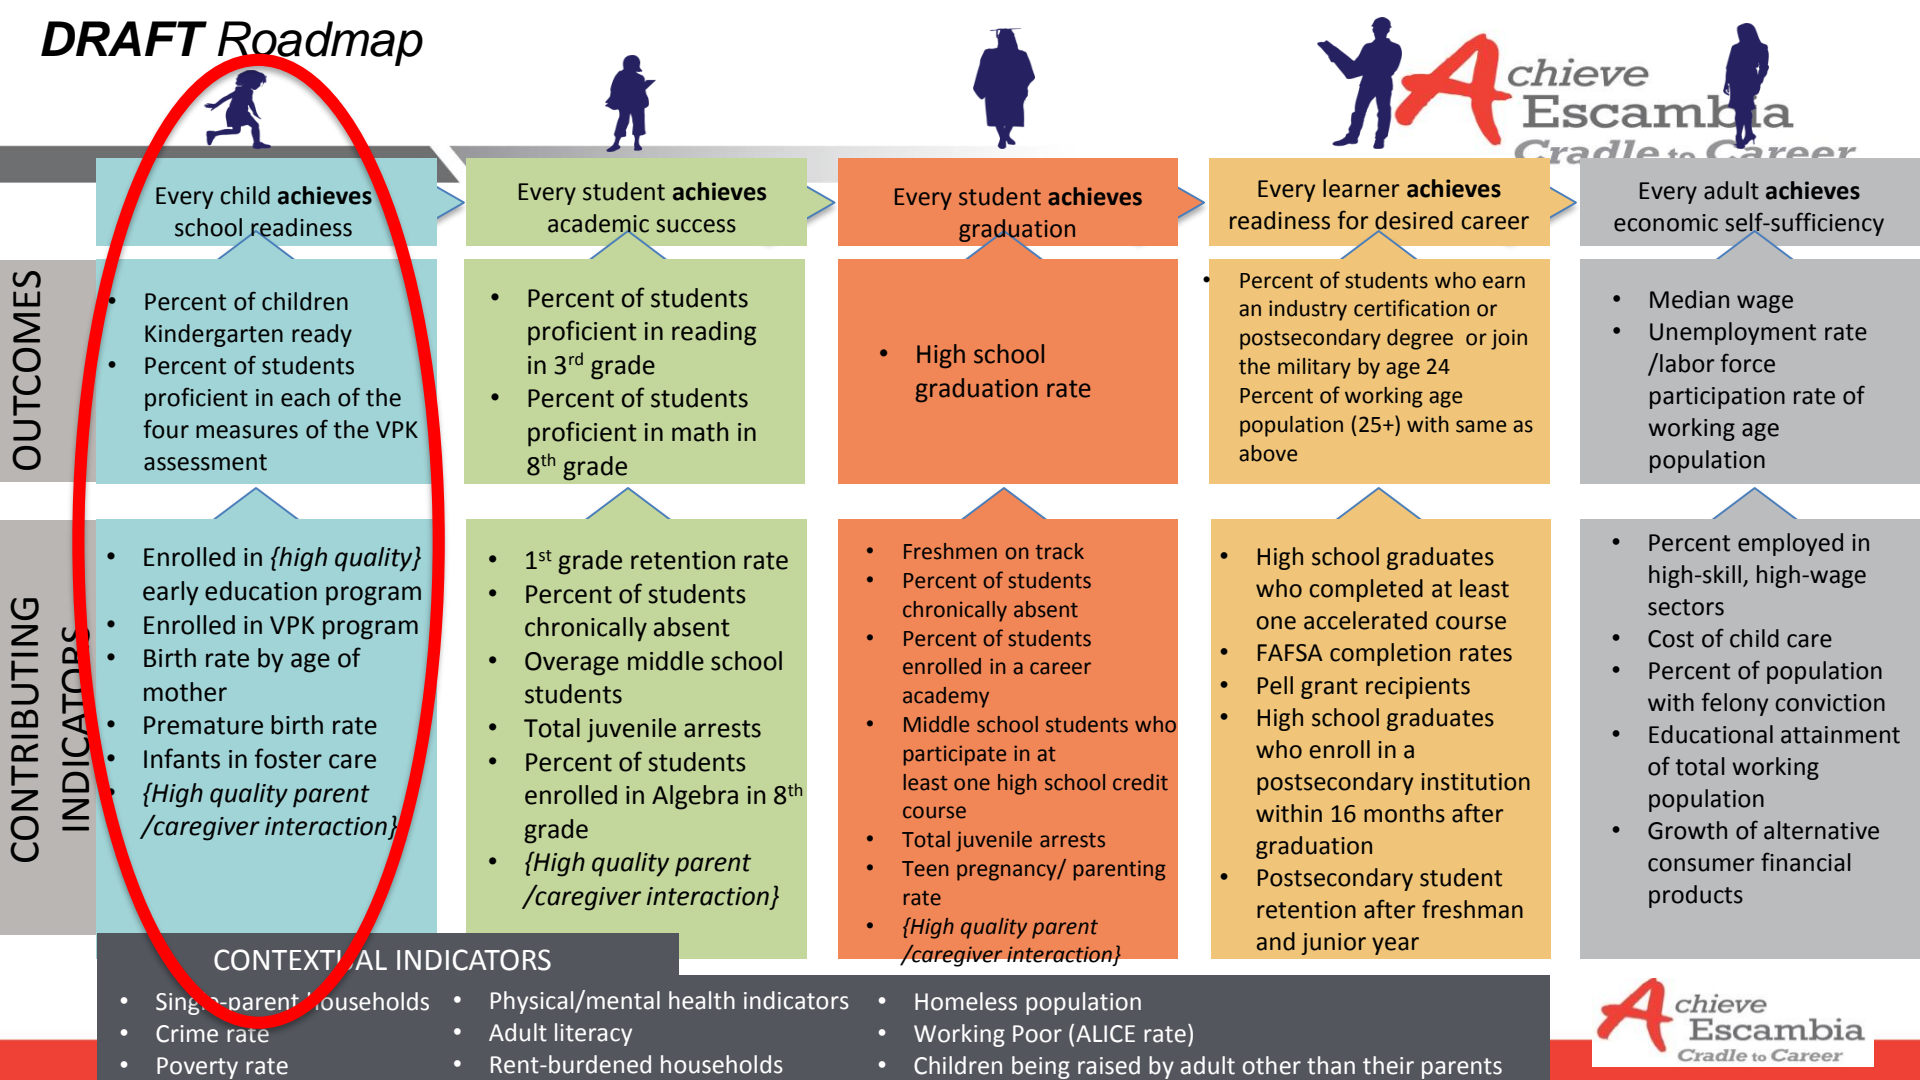 DRAFT Roadmap
Achieve
Escambia
Cradle to Career
Every child achieves
school readiness
Every student achieves
academic success
Every student achieves
graduation
Every learner achieves
readiness for desired career
Every adult achieves
economic self-sufficiency
OUTCOMES
• Percent of children
Kindergarten ready
• Percent of students
proficient in each of the
four measures of the VPK
assessment
• Percent of students
proficient in reading
in 3rd grade
• Percent of students
proficient in math in
8th grade
• High school
graduation rate
• Percent of students who earn
an industry certification or
postsecondary degree or join
the military by age 24
Percent of working age
population (25+) with same as
above
• Median wage
• Unemployment rate
/labor force
participation rate of
working age
population
CONTRIBUTING
INDICATORS
• Enrolled in {high quality}
early education program
• Enrolled in VPK program
• Birth rate by age of
mother
• Premature birth rate
• Infants in foster care
• {High quality parent
/caregiver interaction}
• 1st grade retention rate
• Percent of students
chronically absent
• Overage middle school
students
• Total juvenile arrests
• Percent of students
enrolled in Algebra in 8th
grade
• {High quality parent
/caregiver interaction}
• Freshmen on track
• Percent of students
chronically absent
• Percent of students
enrolled in a career
academy
• Middle school students who
participate in at
least one high school credit
course
• Total juvenile arrests
• Teen pregnancy/ parenting
rate
• {High quality parent
/caregiver interaction}
• High school graduates
who completed at least
one accelerated course
• FAFSA completion rates
• Pell grant recipients
• High school graduates
who enroll in a
postsecondary institution
within 16 months after
graduation
• Postsecondary student
retention after freshman
and junior year
• Percent employed in
high-skill, high-wage
sectors
• Cost of child care
• Percent of population
with felony conviction
• Educational attainment
of total working
population
• Growth of alternative
consumer financial
products
CONTEXTUAL INDICATORS
• Single-parent households
• Crime rate
• Poverty rate
• Physical/mental health indicators
• Adult literacy
• Rent-burdened households
• Homeless population
• Working Poor (ALICE rate)
• Children being raised by adult other than their parents
Achieve
Escambia
Cradle to Career